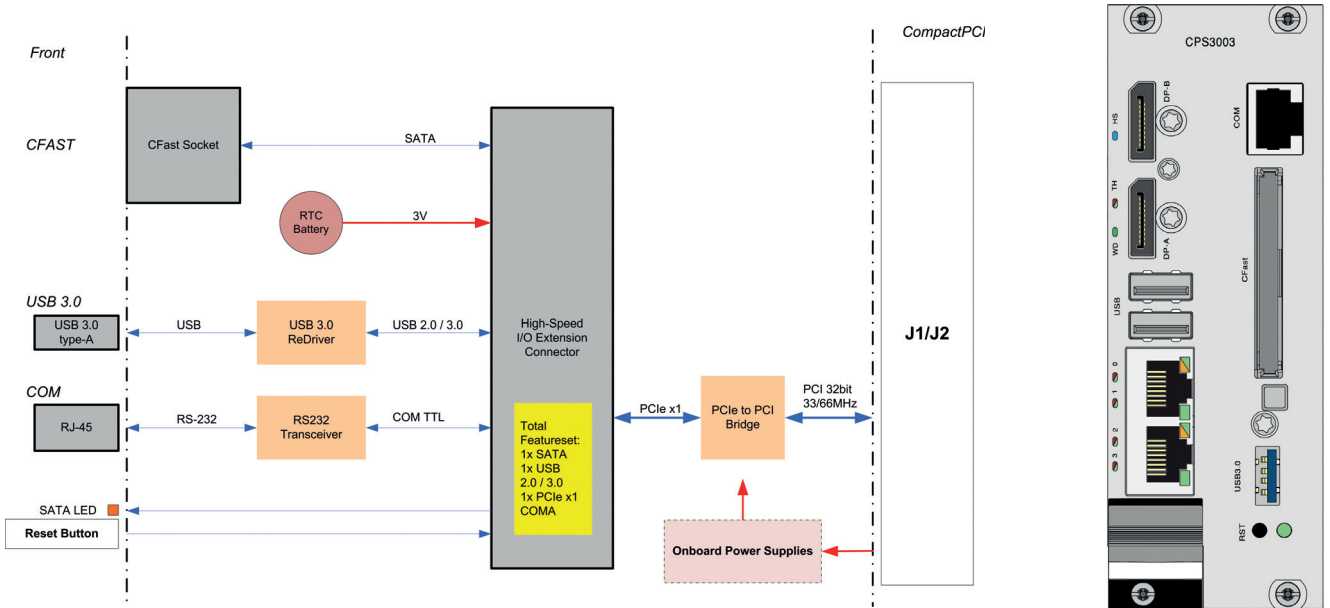 Front
CompactPCI
CFAST
CFast Socket
SATA
RTC
Battery
3V
USB 3.0
USB 3.0
type-A
USB
USB 3.0
ReDriver
USB 2.0 / 3.0
High-Speed
I/O Extension
Connector
COM
RJ-45
RS-232
RS232
Transceiver
COM TTL
Total
Featureset:
1x SATA
1x USB
2.0 / 3.0
1x PCIe x1
COMA
PCIe x1
PCIe to PCI
Bridge
PCI 32bit
33/66MHz
J1/J2
SATA LED
Reset Button
Onboard Power Supplies
CPS3003
HS
DP-B
COM
TH
WD
DP-A
CFast
USB
0
1
2
3
USB3.0
RST